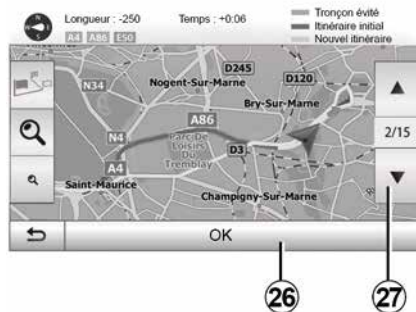 Longueur : -250
Temps : +0:06
A4 A86 E50
Tronçon évité
Itinéraire initial
Nouvel itinéraire
D245
N34
D120
Nogent-Sur-Marne
Bry-Sur-Marne
A86
N4
Parc De
Loisirs
Du
Tremblay
D3
A4
Saint-Maurice
Champigny-Sur-Marne
2/15
OK
26
27